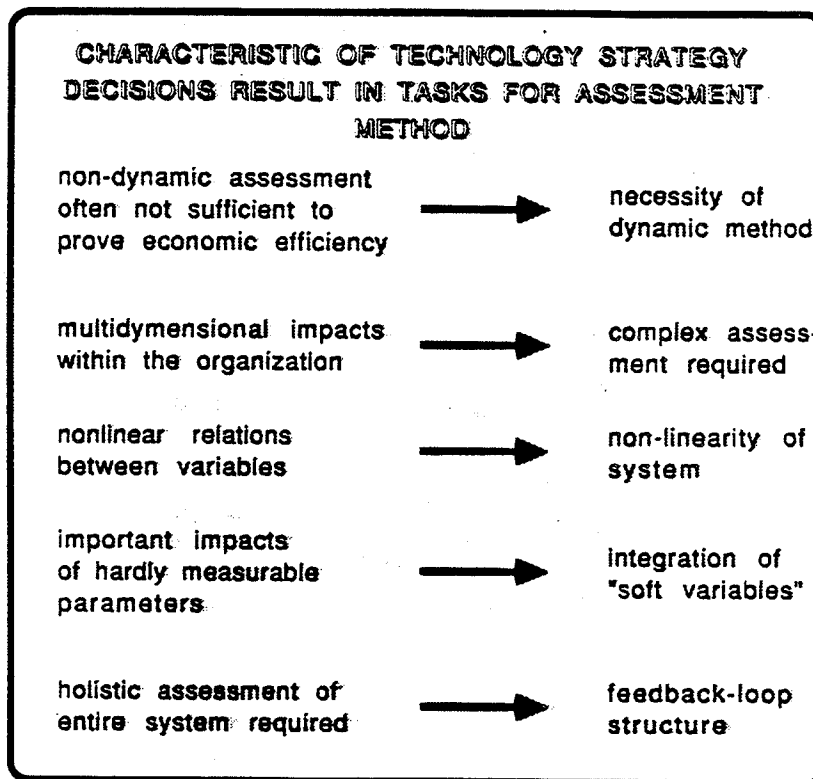 CHARACTERISTIC OF TECHNOLOGY STRATEGY
DECISIONS RESULT IN TASKS FOR ASSESSMENT
METHOD
non-dynamic assessment
often not sufficient to
prove economic efficiency
necessity of
dynamic method
multidymensional impacts
within the organization
complex assess-
ment required
nonlinear relations
between variables
non-linearity of
system
important impacts
of hardly measurable
parameters
integration of
"soft variables"
holistic assessment of
entire system required
feedback-loop
structure